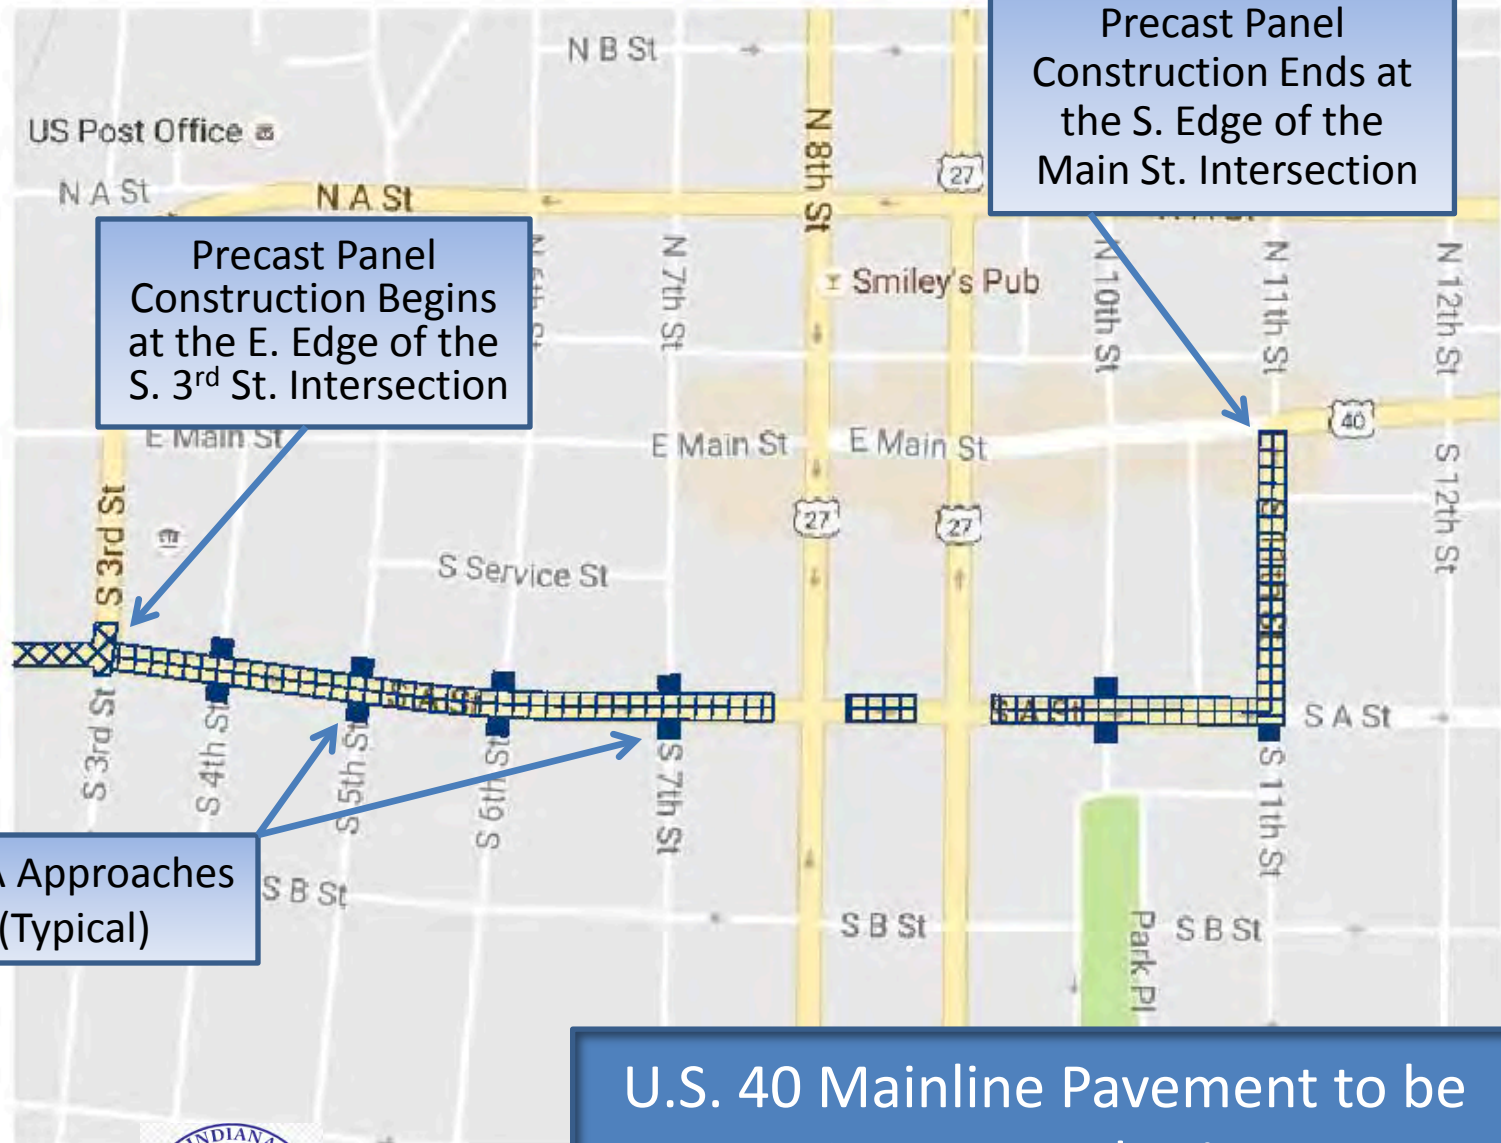 Precast Panel
Construction Ends at
the S. Edge of the
Main St. Intersection
N B St
US Post Office
N A St
N A St
N 8th St
27
Precast Panel
Construction Begins
at the E. Edge of the
S. 3rd St. Intersection
N 7th St
Smiley's Pub
N 10th St
N 11th St
N 12th St
40
E Main St
E Main St
E Main St
S 3rd St
27
27
S 12th St
S Service St
S A St
S A St
S A St
S 3rd St
S 4th St
S 5th St
S 6th St
S 7th St
S 11th St
Approaches
(Typical)
S B St
S B St
Park Pl
S B St
U.S. 40 Mainline Pavement to be
INDIANA